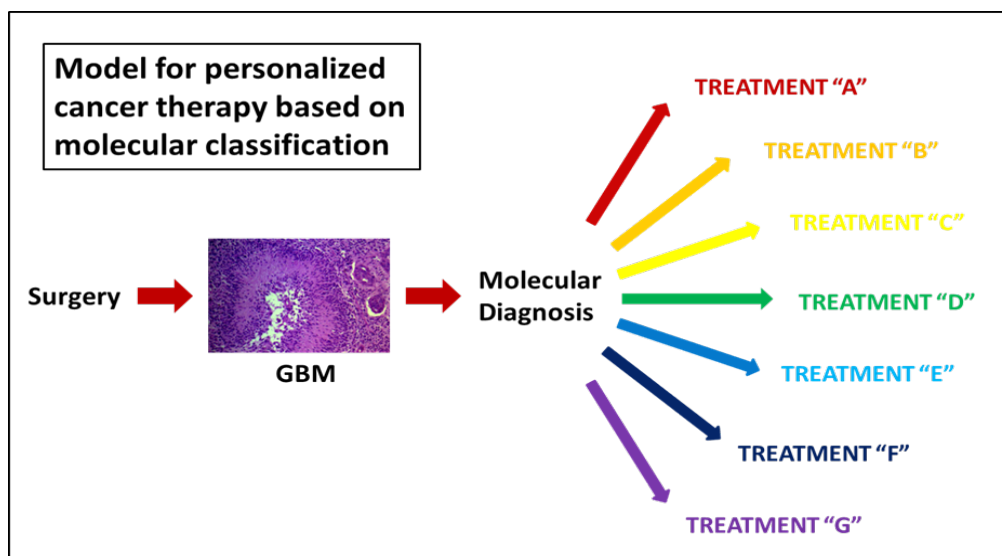 Model for personalized
cancer therapy based on
molecular classification
Surgery
GBM
Molecular
Diagnosis
TREATMENT “A”
TREATMENT “B”
TREATMENT “C”
TREATMENT “D”
TREATMENT “E”
TREATMENT “F”
TREATMENT “G”